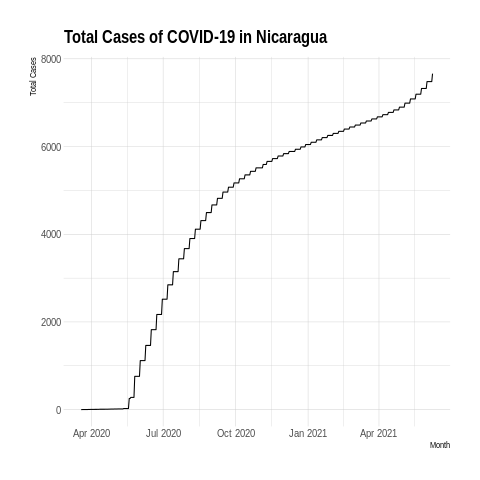 Total Cases of COVID-19 in Nicaragua
Total Cases
8000
6000
4000
2000
0
Apr 2020 Jul 2020 Oct 2020 Jan 2021 Apr 2021
Month